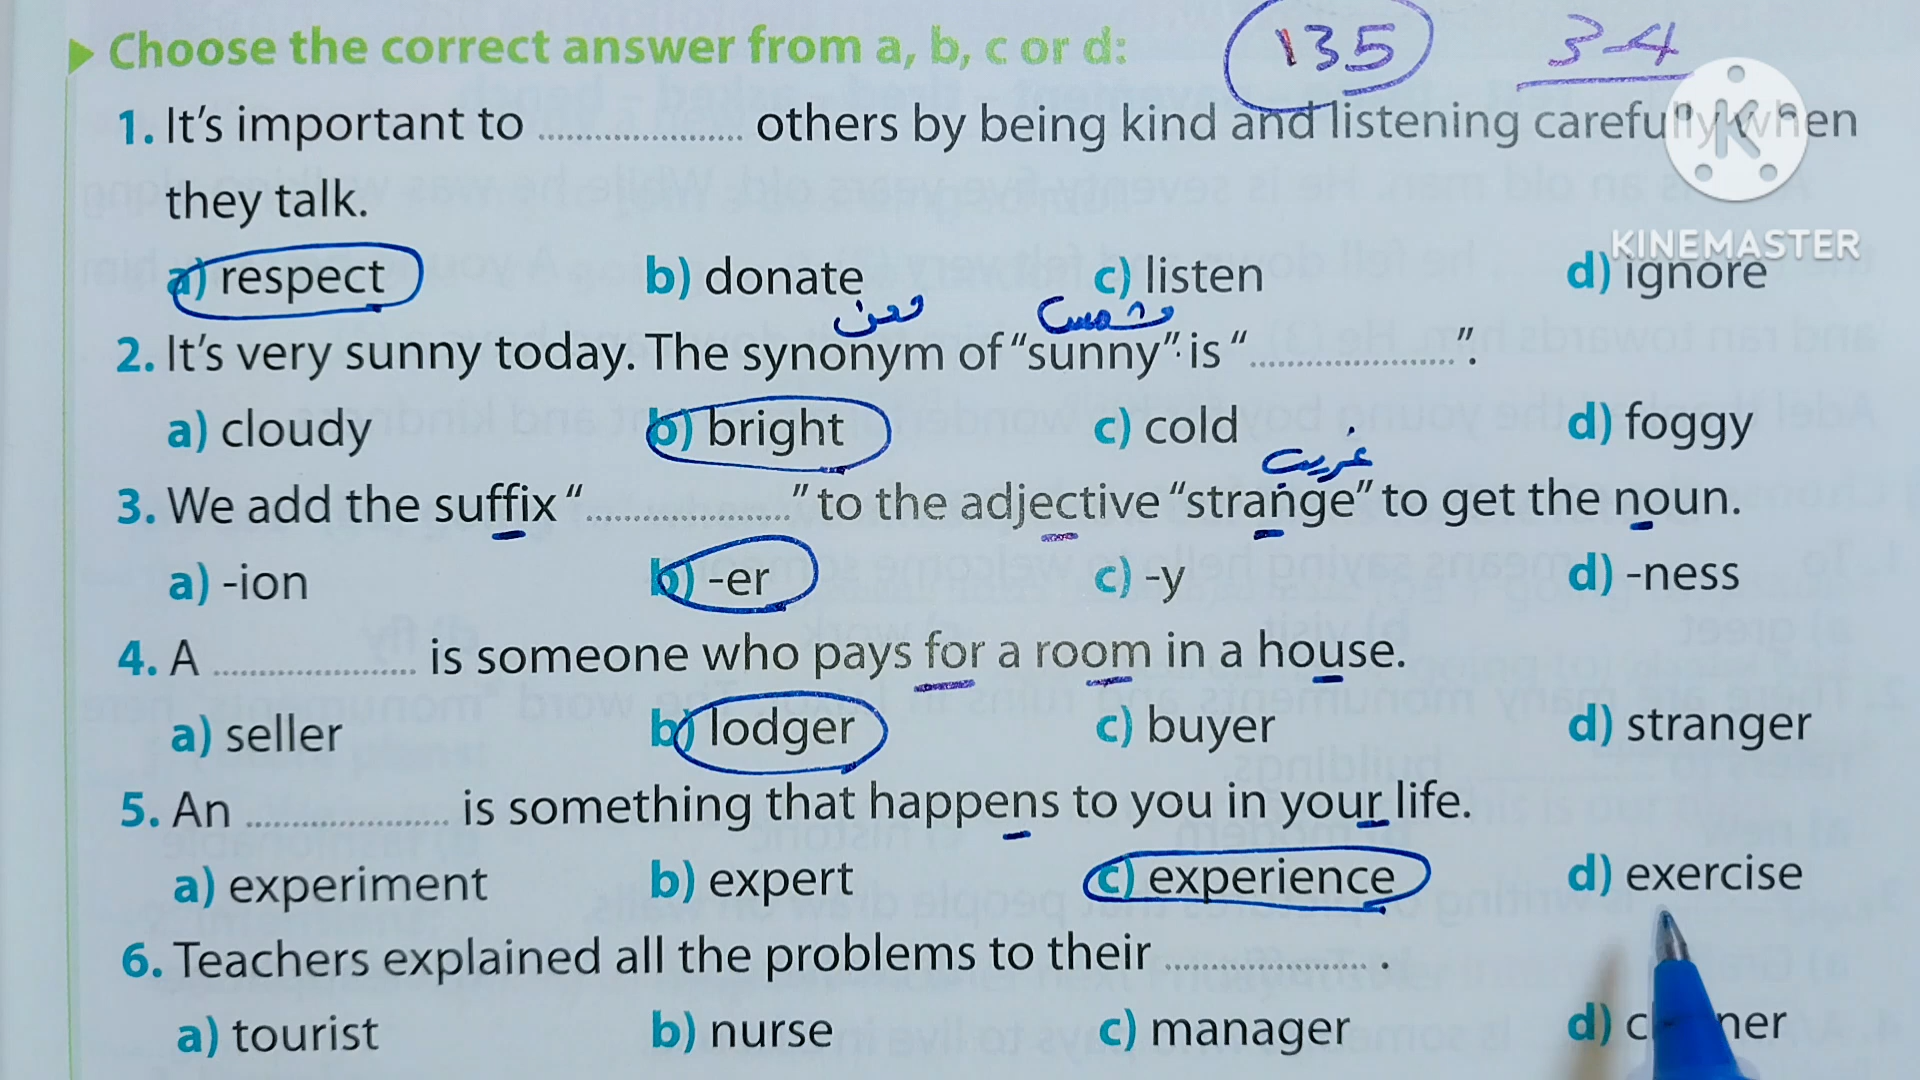 Choose the correct answer from a, b, c or d: 135 3-4
1. It's important to .................... others by being kind and listening carefully when
they talk.
KINEMASTER
a) respect b) donate c) listen d) ignore
شمس
2. It's very sunny today. The synonym of "sunny" is "....................".
a) cloudy b) bright c) cold d) foggy
غريب
3. We add the suffix "...................." to the adjective "strange" to get the noun.
a) -ion b) -er c) -y d) -ness
4. A .................... is someone who pays for a room in a house.
a) seller b) lodger c) buyer d) stranger
5. An .................... is something that happens to you in your life.
a) experiment b) expert c) experience d) exercise
6. Teachers explained all the problems to their .................... .
a) tourist b) nurse c) manager d)